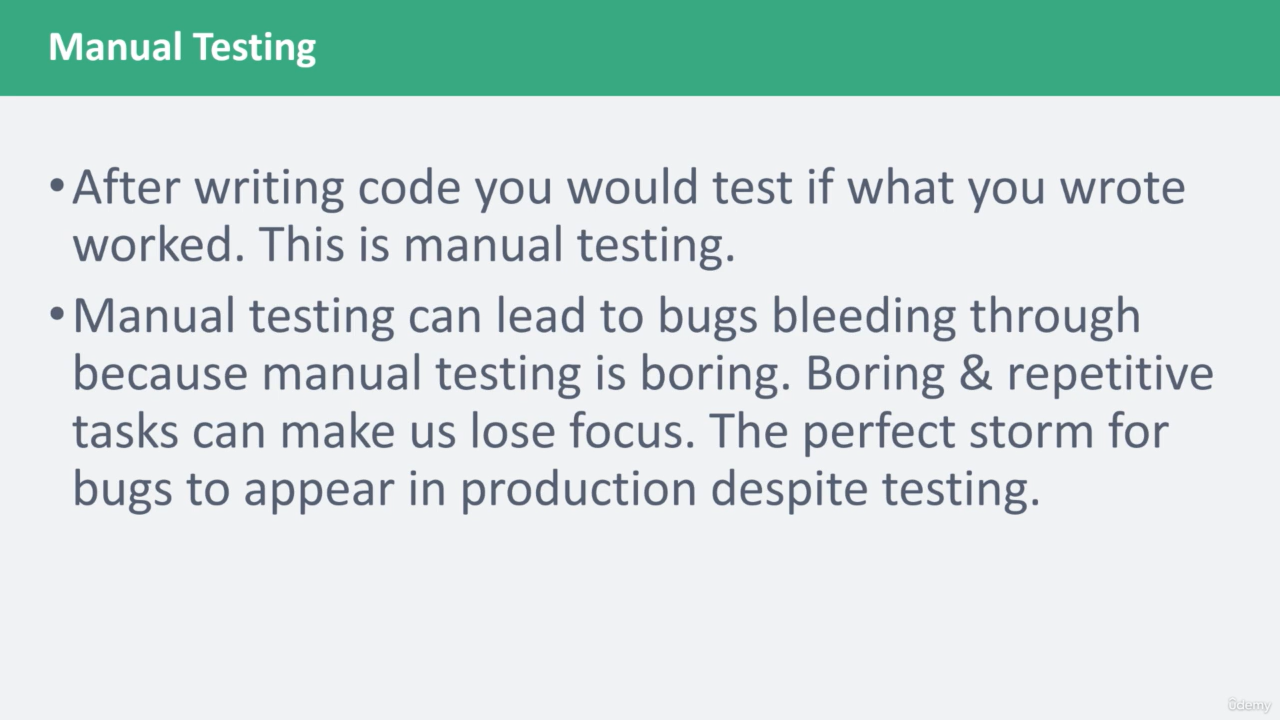 Manual Testing
•After writing code you would test if what you wrote
worked. This is manual testing.
•Manual testing can lead to bugs bleeding through
because manual testing is boring. Boring & repetitive
tasks can make us lose focus. The perfect storm for
bugs to appear in production despite testing.
ûdemy